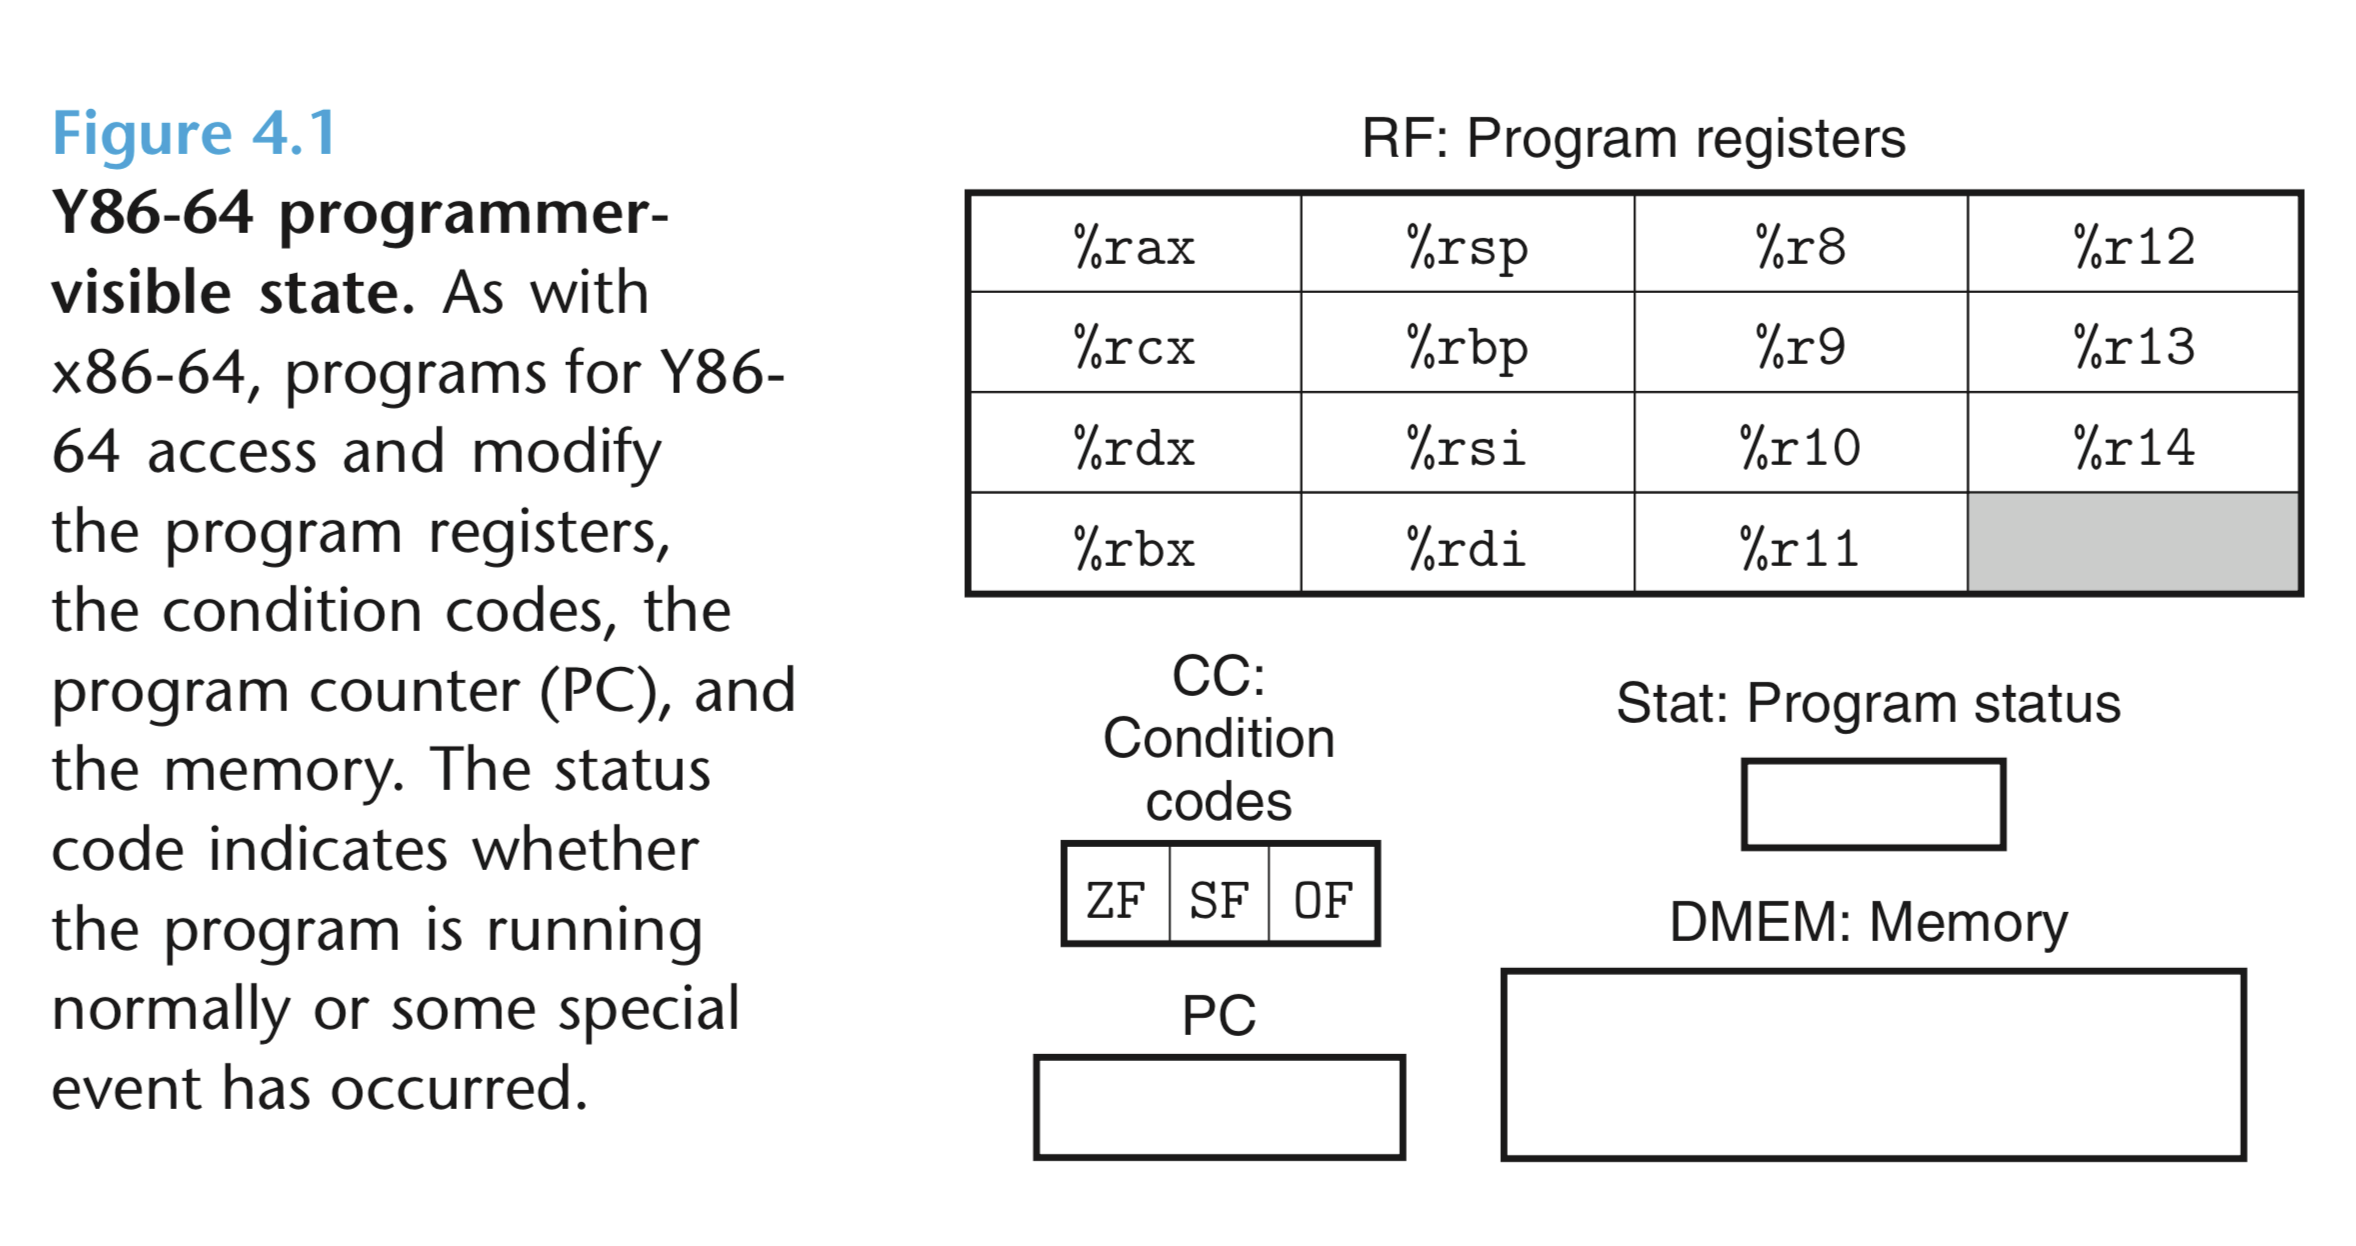 Figure 4.1
Y86-64 programmer-
visible state. As with
x86-64, programs for Y86-
64 access and modify
the program registers,
the condition codes, the
program counter (PC), and
the memory. The status
code indicates whether
the program is running
normally or some special
event has occurred.
RF: Program registers
%rax %rsp %r8 %r12
%rcx %rbp %r9 %r13
%rdx %rsi %r10 %r14
%rbx %rdi %r11
CC:
Condition
codes
ZF SF OF
PC
Stat: Program status
DMEM: Memory